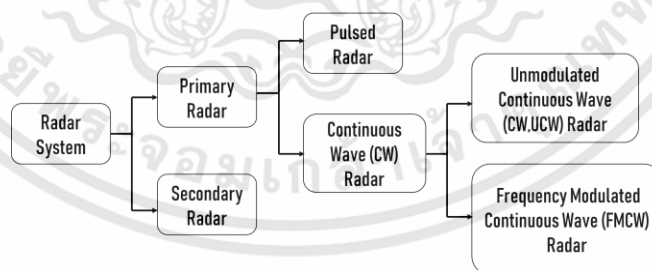 Pulsed
Radar
Primary
Radar
Unmodulated
Continuous Wave
(CW,UCW) Radar
Radar
System
Continuous
Wave (CW)
Radar
Secondary
Radar
Frequency Modulated
Continuous Wave (FMCW)
Radar